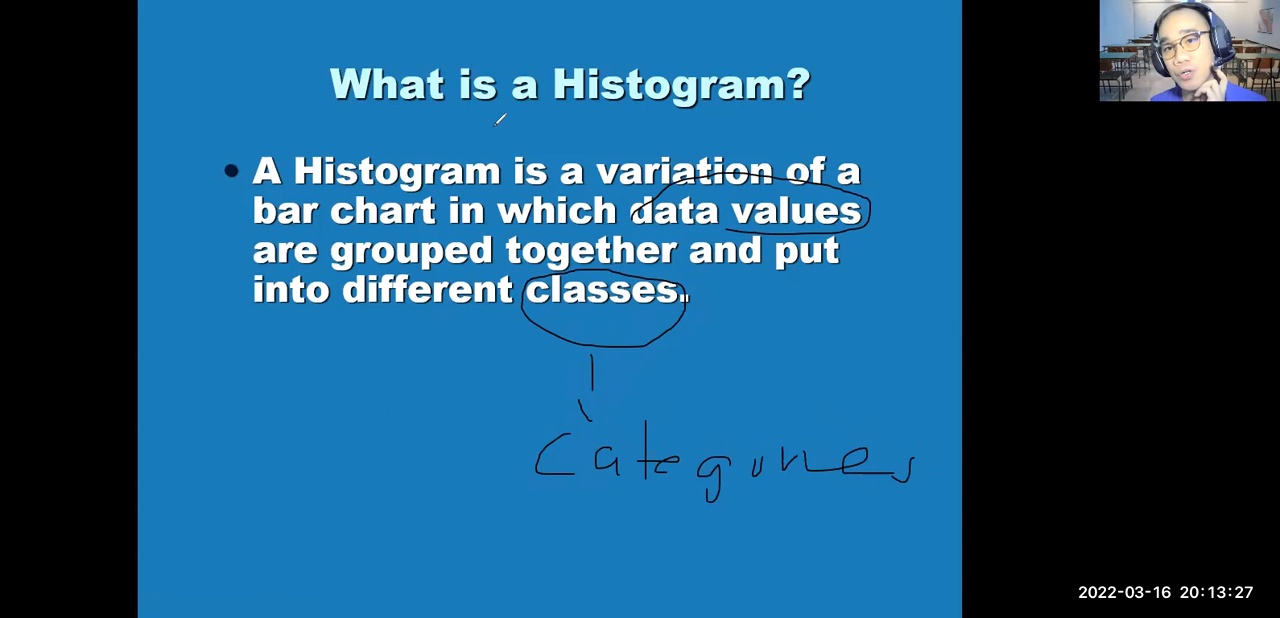 What is a Histogram?
• A Histogram is a variation of a
bar chart in which data values
are grouped together and put
into different classes.
categories
2022-03-16 20:13:27